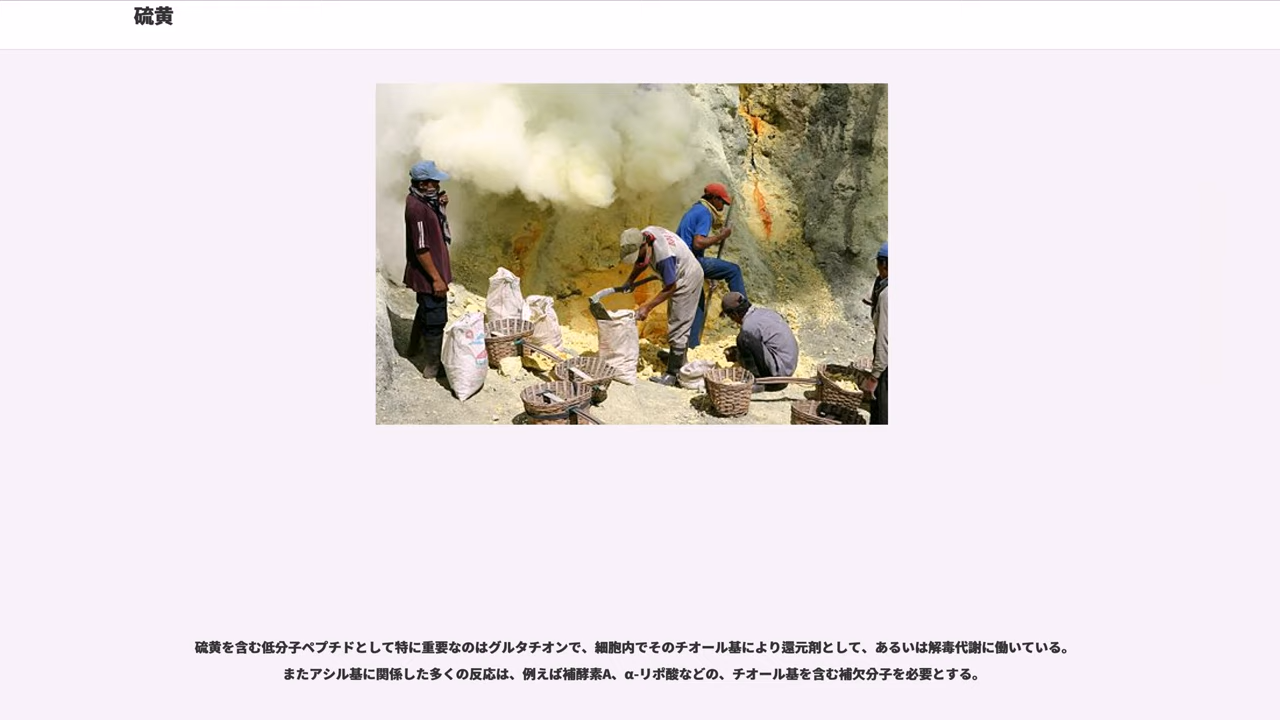 硫黄
硫黄を含む低分子ペプチドとして特に重要なのはグルタチオンで、細胞内でそのチオール基により還元剤として、あるいは解毒代謝に働いている。
またアシル基に関係した多くの反応は、例えば補酵素A、α-リポ酸などの、チオール基を含む補欠分子を必要とする。